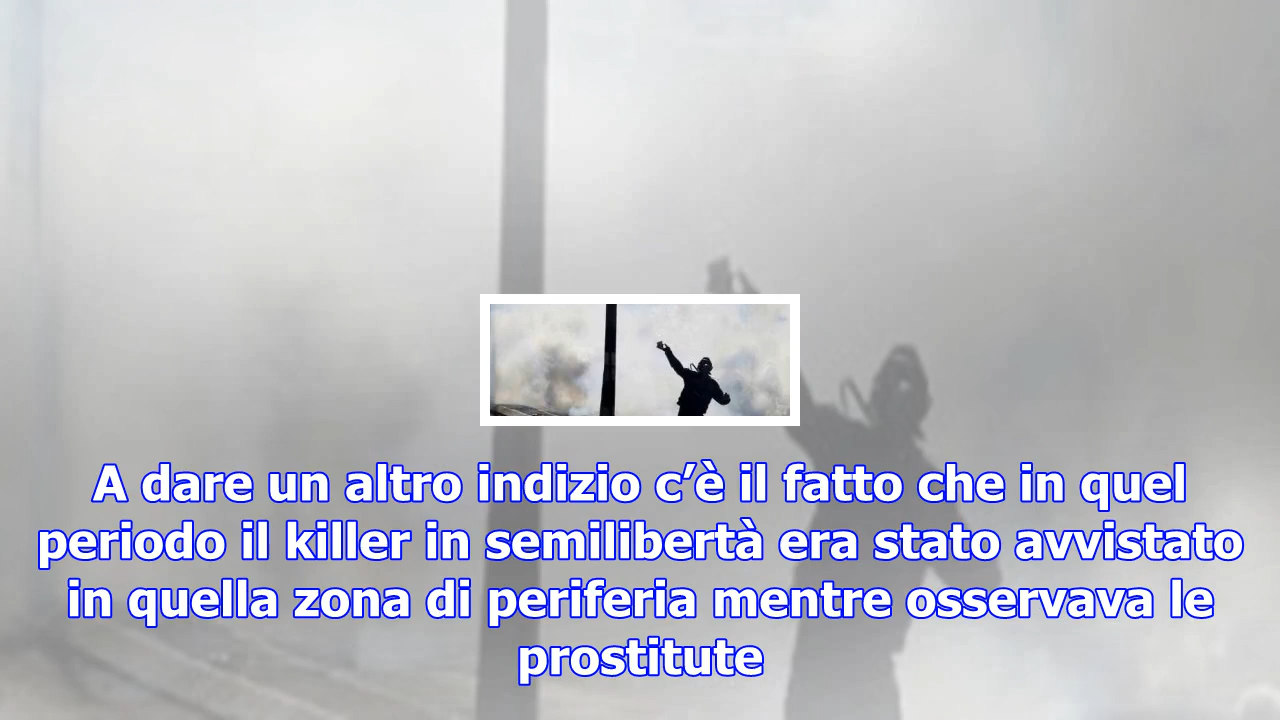 A dare un altro indizio c’è il fatto che in quel
periodo il killer in semilibertà era stato avvistato
in quella zona di periferia mentre osservava le
prostitute